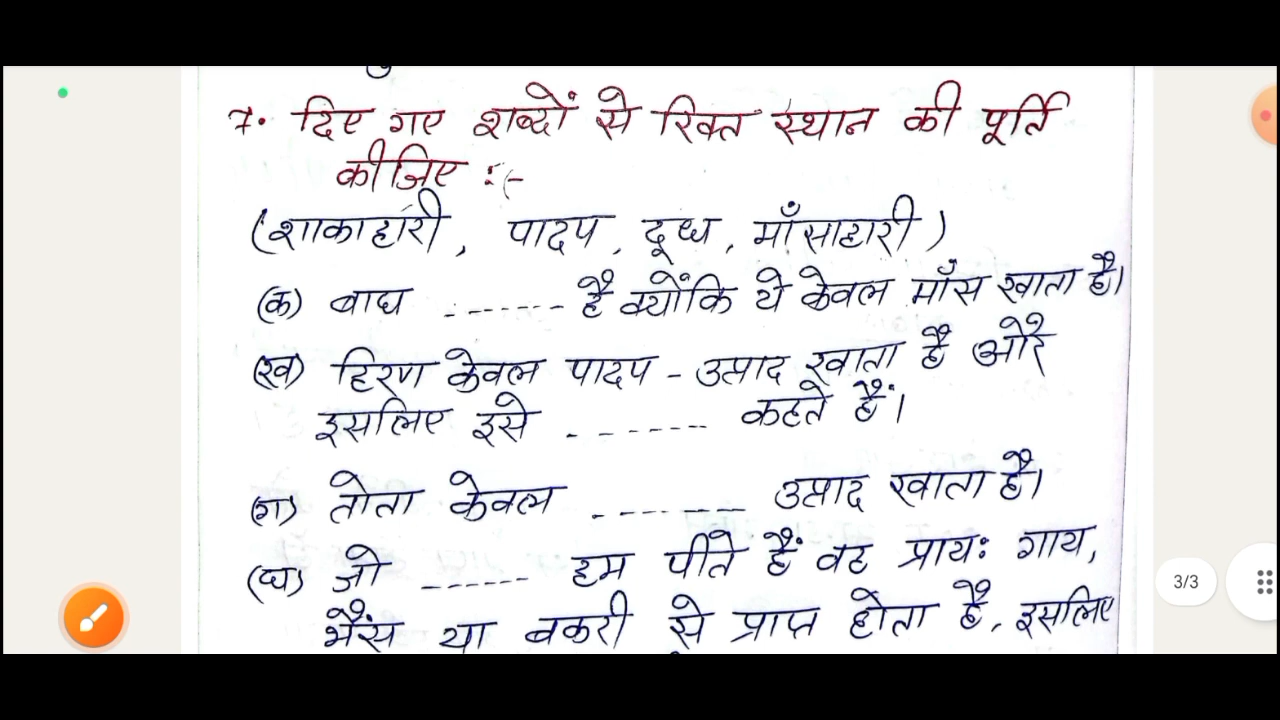 7. दिए गए शब्दों से रिक्त स्थान की पूर्ति
कीजिए :-
(शाकाहारी, पादप, दूध, माँसाहारी)
(क) बाघ ------- है क्योंकि ये केवल माँस खाता है।
(ख) हिरण केवल पादप - उत्पाद खाता है और
इसलिए इसे ------- कहते हैं।
(ग) तोता केवल ------- उत्पाद खाता है।
(घ) जो ------ हम पीते हैं वह प्रायः गाय,
भैंस या बकरी से प्राप्त होता है, इसलिए
3/3